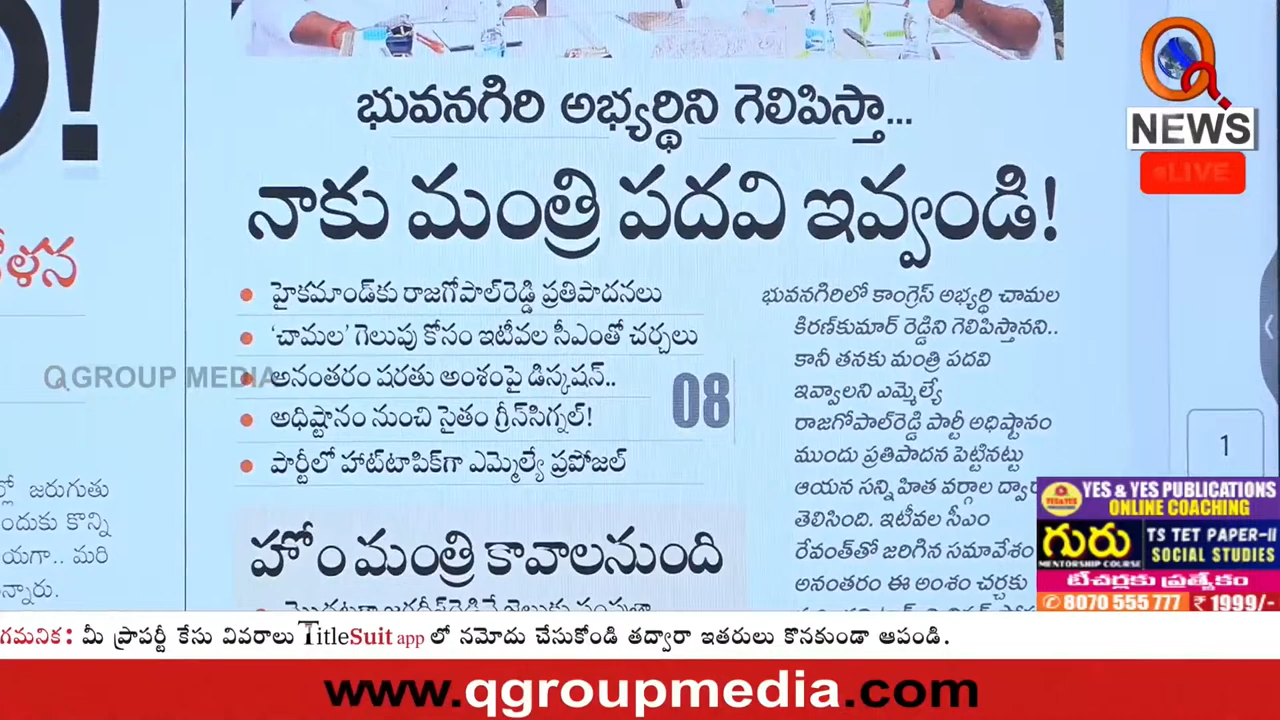 భువనగిరి అభ్యర్థిని గెలిపిస్తా...
నాకు మంత్రి పదవి ఇవ్వండి!
• హైకమాండ్‌కు రాజగోపాల్‌రెడ్డి ప్రతిపాదనలు
• ‘చామల’ గెలుపు కోసం ఇటీవల సీఎంతో చర్చలు
• అనంతరం షరతు అంశంపై డిస్కషన్..
• అధిష్టానం నుంచి సైతం గ్రీన్‌సిగ్నల్!
• పార్టీలో హాట్‌టాపిక్‌గా ఎమ్మెల్యే ప్రపోజల్
08
భువనగిరిలో కాంగ్రెస్ అభ్యర్థి చామల
కిరణ్‌కుమార్ రెడ్డిని గెలిపిస్తానని..
కానీ తనకు మంత్రి పదవి
ఇవ్వాలని ఎమ్మెల్యే
రాజగోపాల్‌రెడ్డి పార్టీ అధిష్టానం
ముందు ప్రతిపాదన పెట్టినట్టు
ఆయన సన్నిహిత వర్గాల ద్వారా
తెలిసింది. ఇటీవల సీఎం
రేవంత్‌తో జరిగిన సమావేశం
అనంతరం ఈ అంశం చర్చకు
హోం మంత్రి కావాలనుంది
జరుగుతు
కొన్ని
మరి
Q GROUP MEDIA
Q
NEWS
LIVE
1
YES & YES PUBLICATIONS
ONLINE COACHING
గురు
MENTORSHIP COURSE
TS TET PAPER-II
SOCIAL STUDIES
టీచర్లకు ప్రత్యేకం
8070 555 777 ₹ 1999/-
గమనిక: మీ ప్రాపర్టీ కేసు వివరాలు TitleSuit app లో నమోదు చేసుకోండి తద్వారా ఇతరులు కొనకుండా ఆపండి.
www.qgroupmedia.com